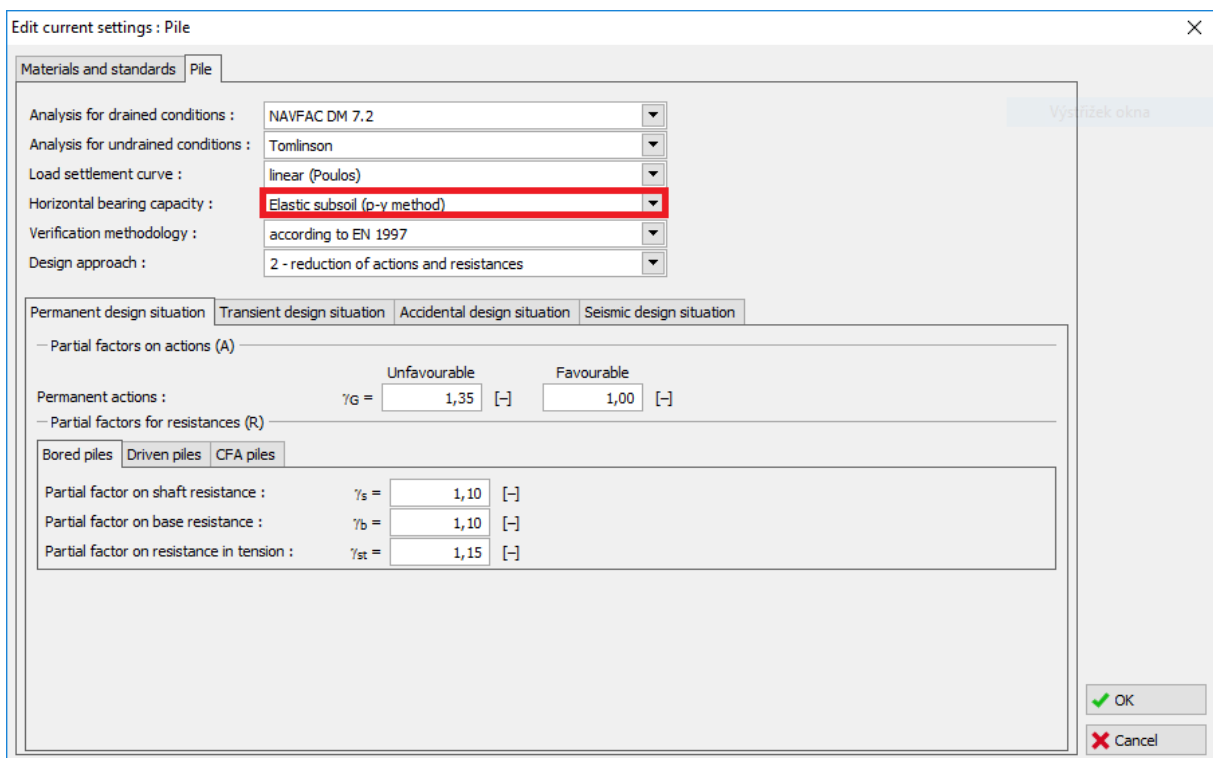 Edit current settings : Pile
Materials and standards Pile
Výstřižek okna
Analysis for drained conditions : NAVFAC DM 7.2
Analysis for undrained conditions : Tomlinson
Load settlement curve : linear (Poulos)
Horizontal bearing capacity : Elastic subsoil (p-y method)
Verification methodology : according to EN 1997
Design approach : 2 - reduction of actions and resistances
Permanent design situation Transient design situation Accidental design situation Seismic design situation
Partial factors on actions (A)
Unfavourable Favourable
Permanent actions : γG = 1,35 [–] 1,00 [–]
Partial factors for resistances (R)
Bored piles Driven piles CFA piles
Partial factor on shaft resistance : γs = 1,10 [–]
Partial factor on base resistance : γb = 1,10 [–]
Partial factor on resistance in tension : γst = 1,15 [–]
OK
Cancel